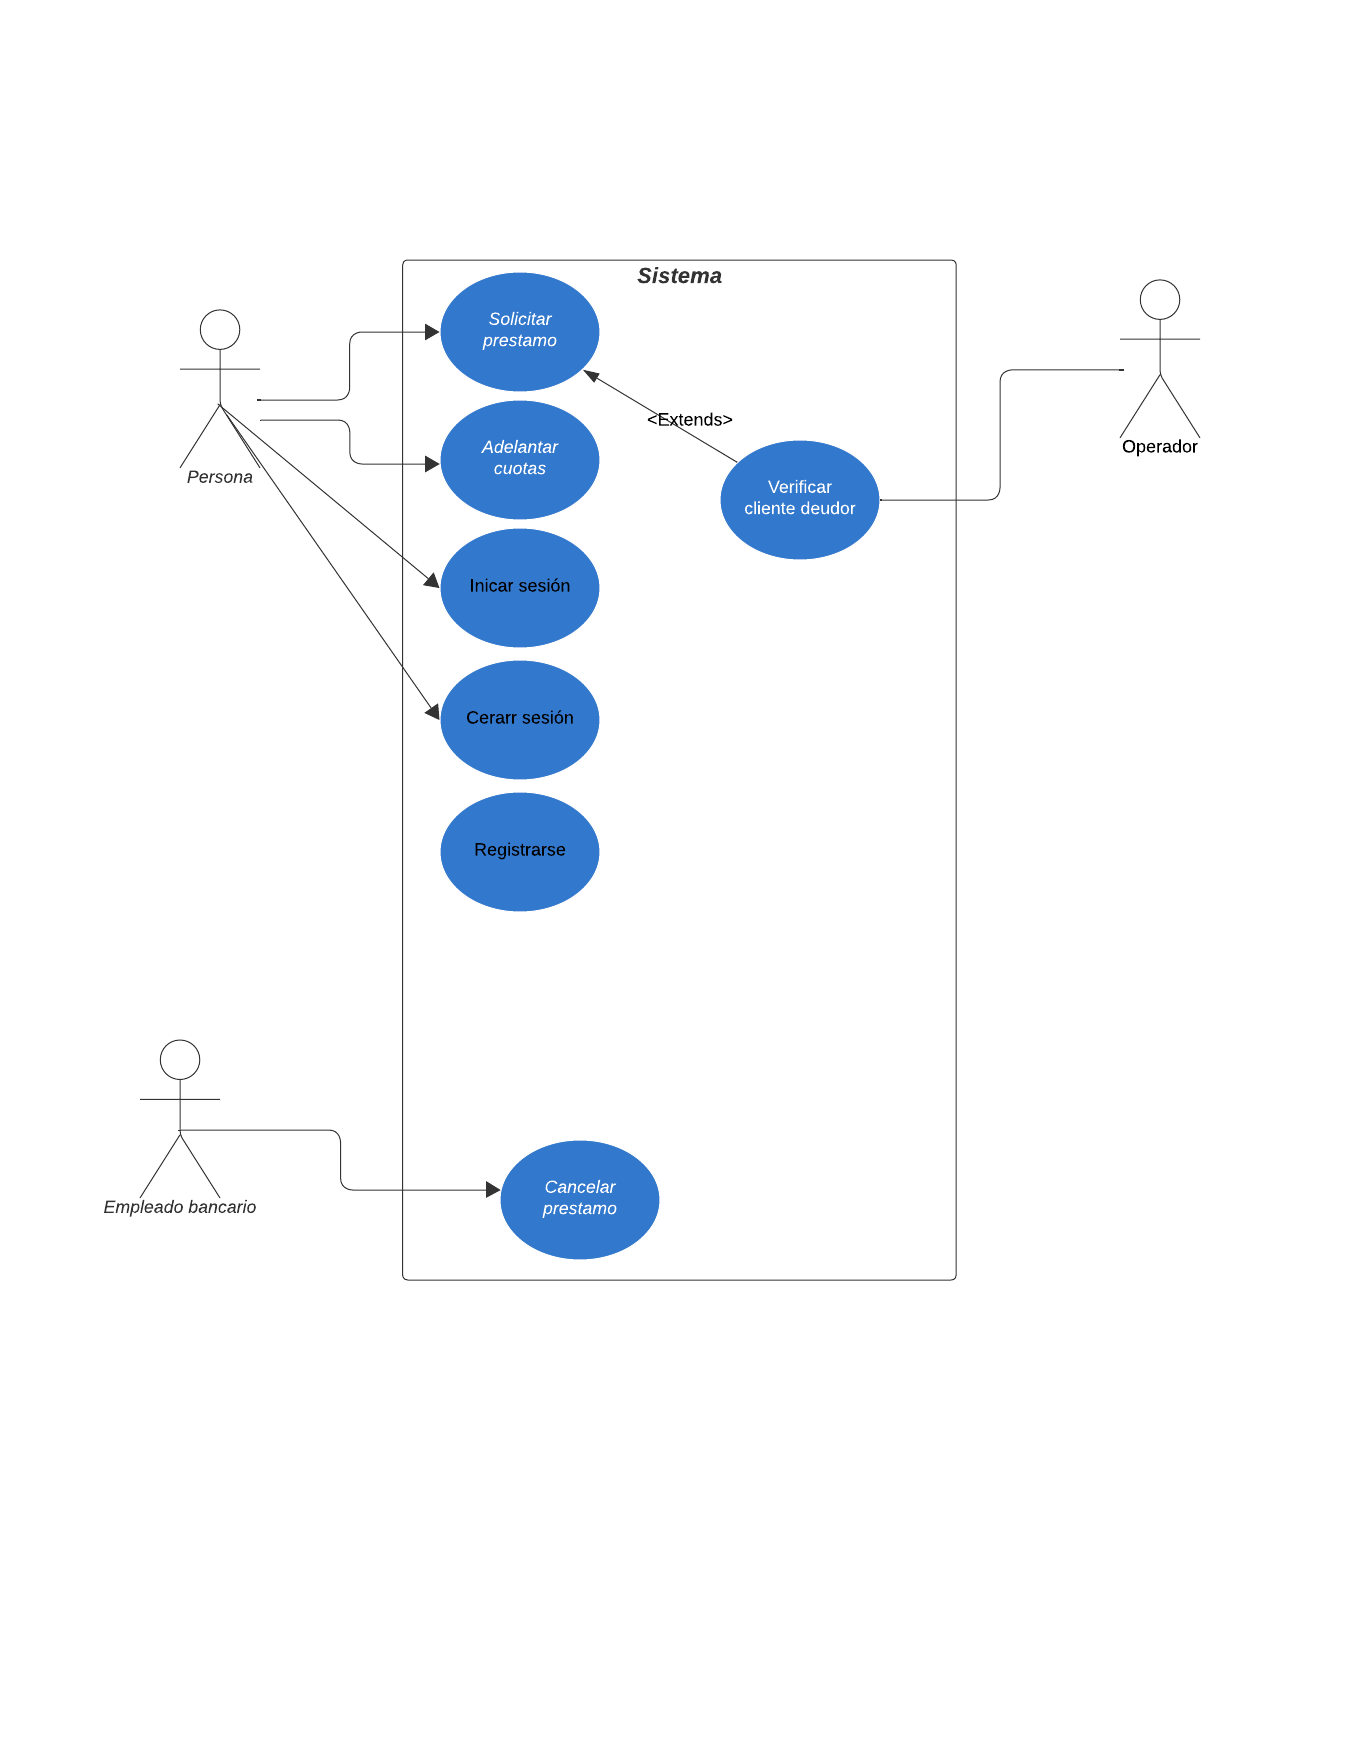 Sistema
Solicitar
prestamo
<Extends>
Adelantar
cuotas
Operador
Persona
Verificar
cliente deudor
Inicar sesión
Cerarr sesión
Registrarse
Cancelar
prestamo
Empleado bancario